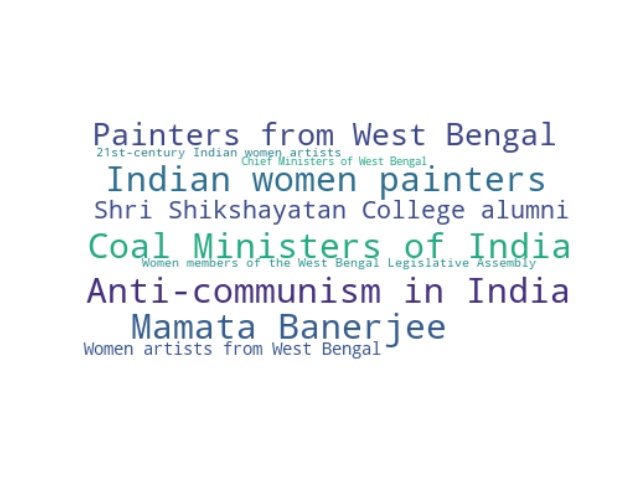 Painters from West Bengal
21st-century Indian women artists
Chief Ministers of West Bengal
Indian women painters
Shri Shikshayatan College alumni
Coal Ministers of India
Women members of the West Bengal Legislative Assembly
Anti-communism in India
Mamata Banerjee
Women artists from West Bengal